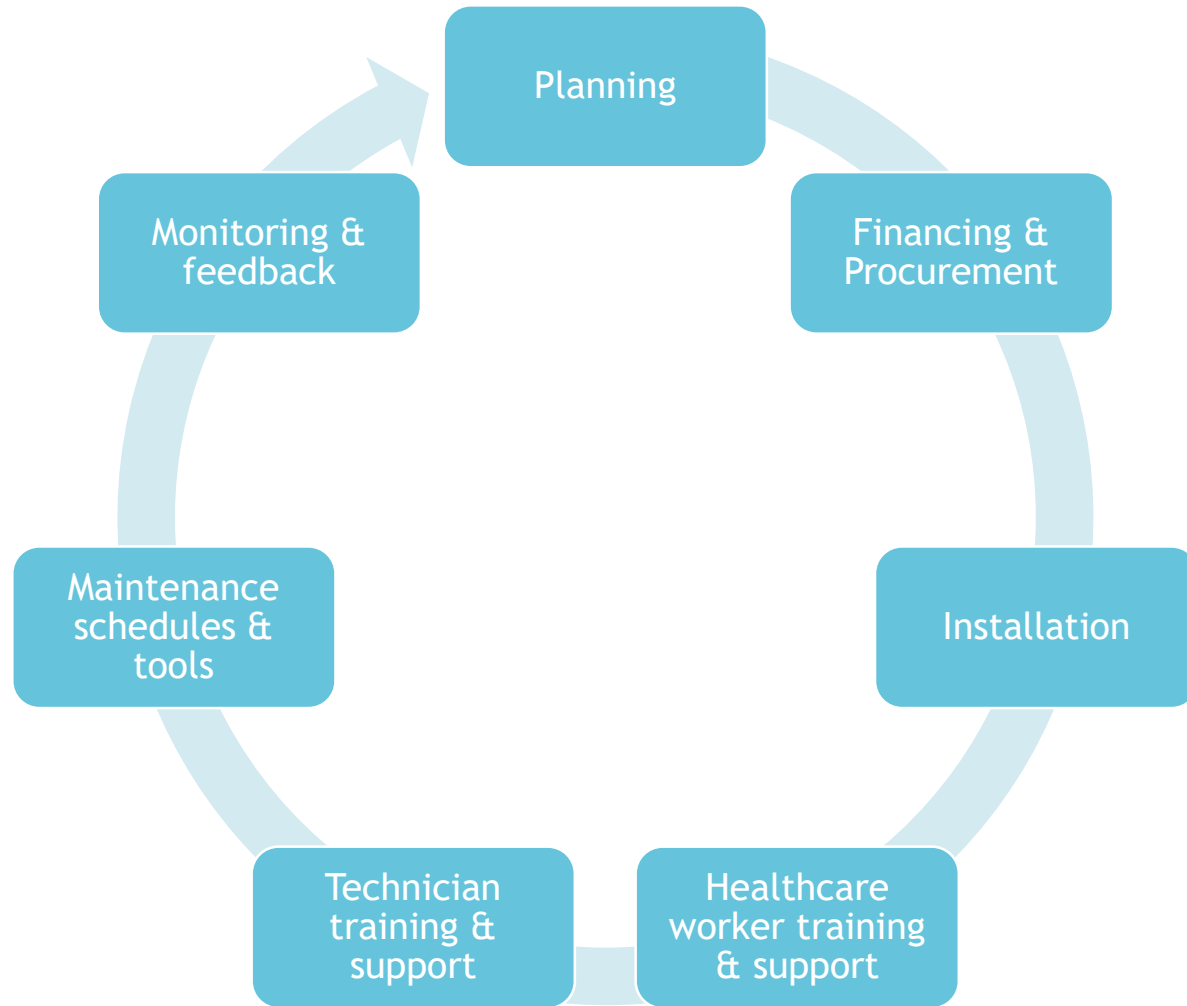 Planning
Financing &
Procurement
Installation
Healthcare
worker training
& support
Technician
training &
support
Maintenance
schedules &
tools
Monitoring &
feedback